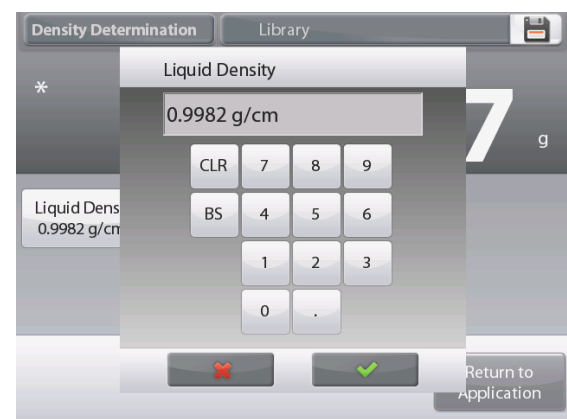 Density Determination Library
*
Liquid Density
0.9982 g/cm
7 g
CLR 7 8 9
Liquid Dens
0.9982 g/cm
BS 4 5 6
1 2 3
0 .
Return to
Application